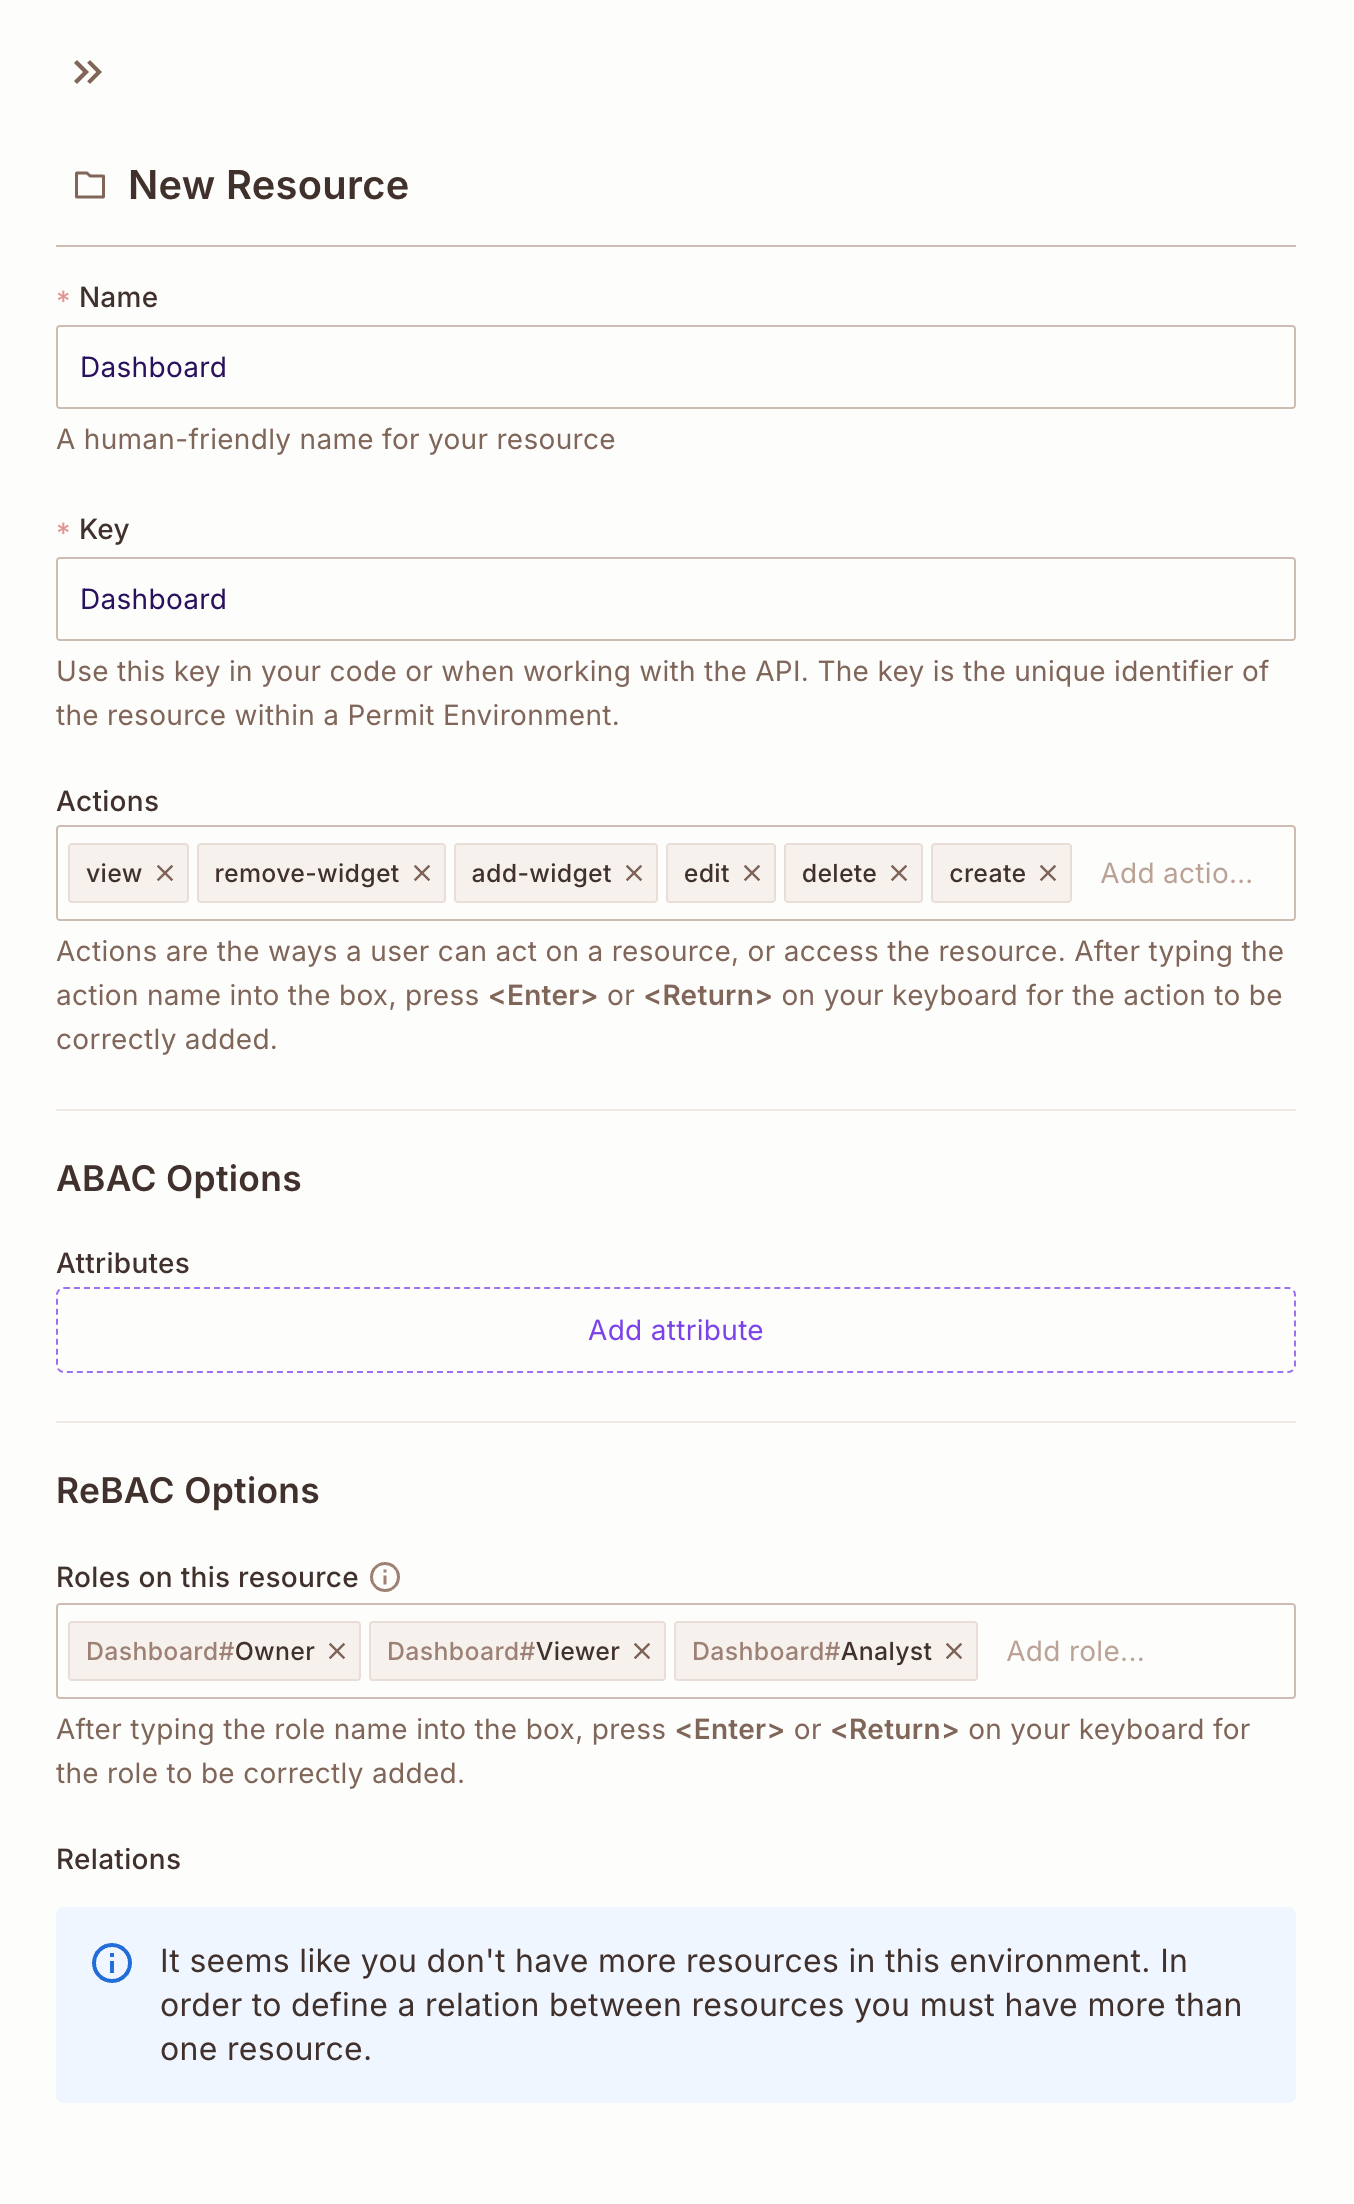 New Resource
* Name
Dashboard
A human-friendly name for your resource
* Key
Dashboard
Use this key in your code or when working with the API. The key is the unique identifier of
the resource within a Permit Environment.
Actions
view remove-widget add-widget edit delete create Add actio...
Actions are the ways a user can act on a resource, or access the resource. After typing the
action name into the box, press <Enter> or <Return> on your keyboard for the action to be
correctly added.
ABAC Options
Attributes
Add attribute
ReBAC Options
Roles on this resource
Dashboard#Owner Dashboard#Viewer Dashboard#Analyst Add role...
After typing the role name into the box, press <Enter> or <Return> on your keyboard for
the role to be correctly added.
Relations
It seems like you don't have more resources in this environment. In
order to define a relation between resources you must have more than
one resource.